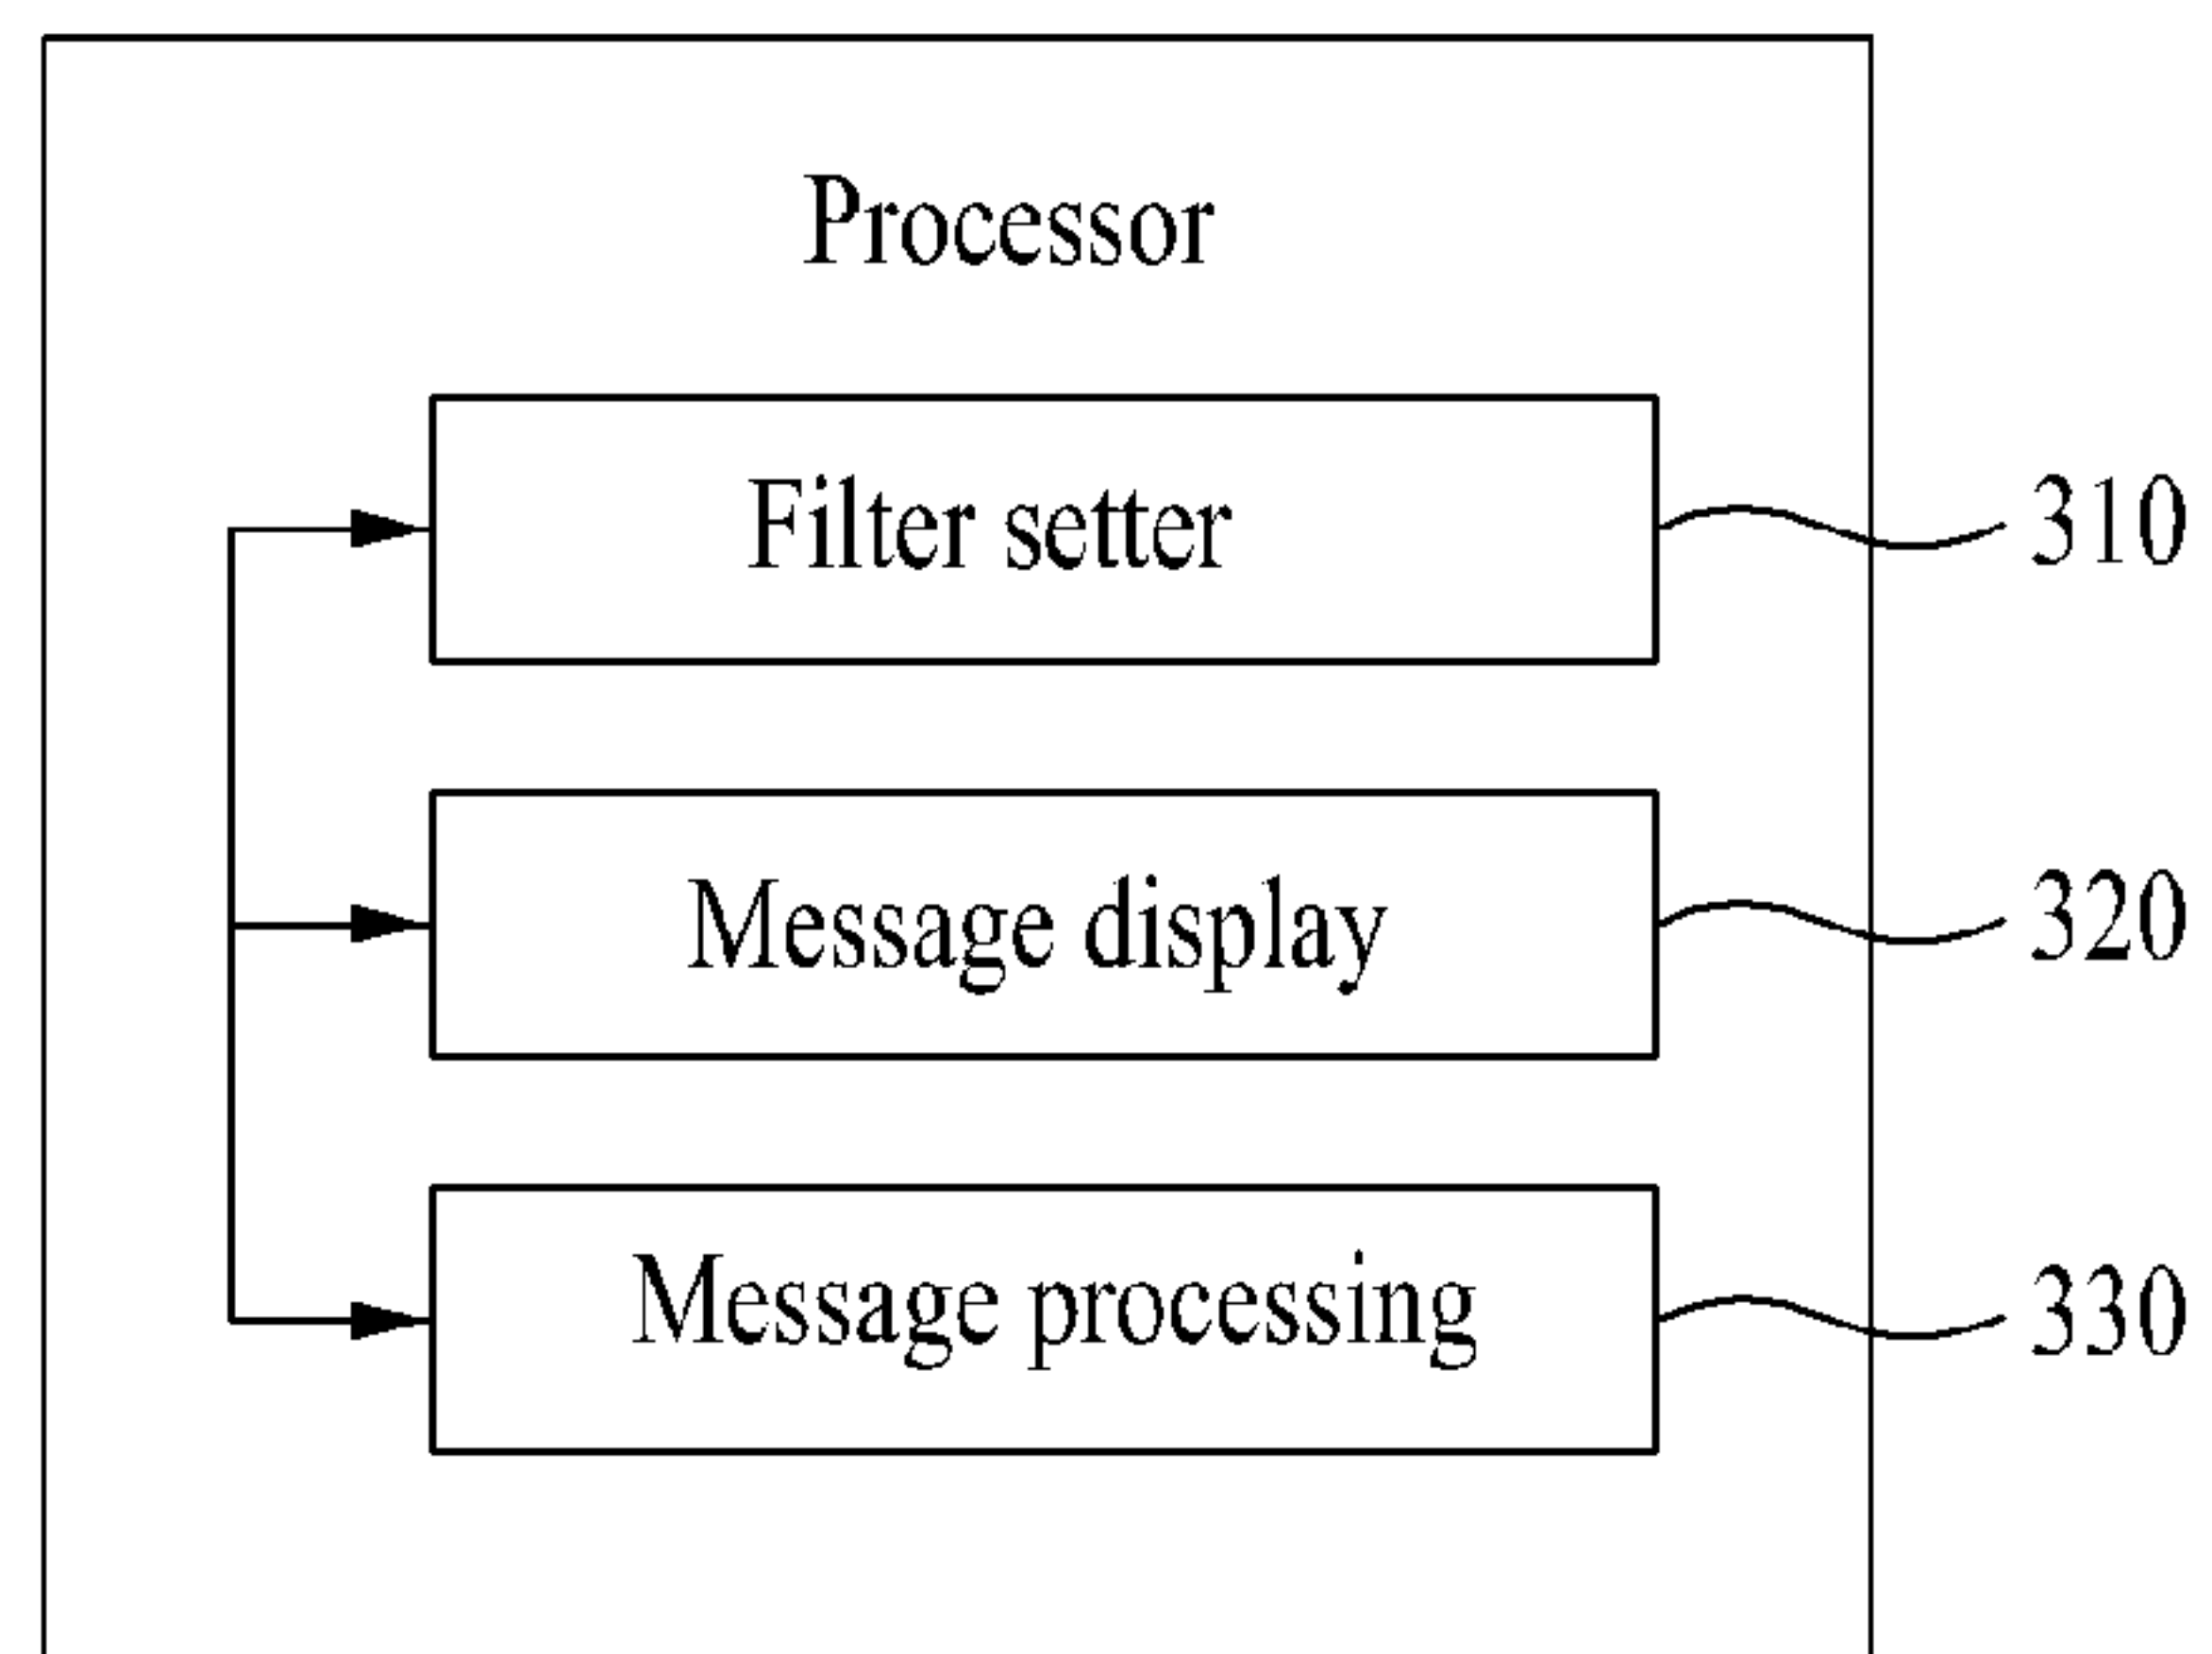 Processor
Filter setter
310
Message display
320
Message processing
330